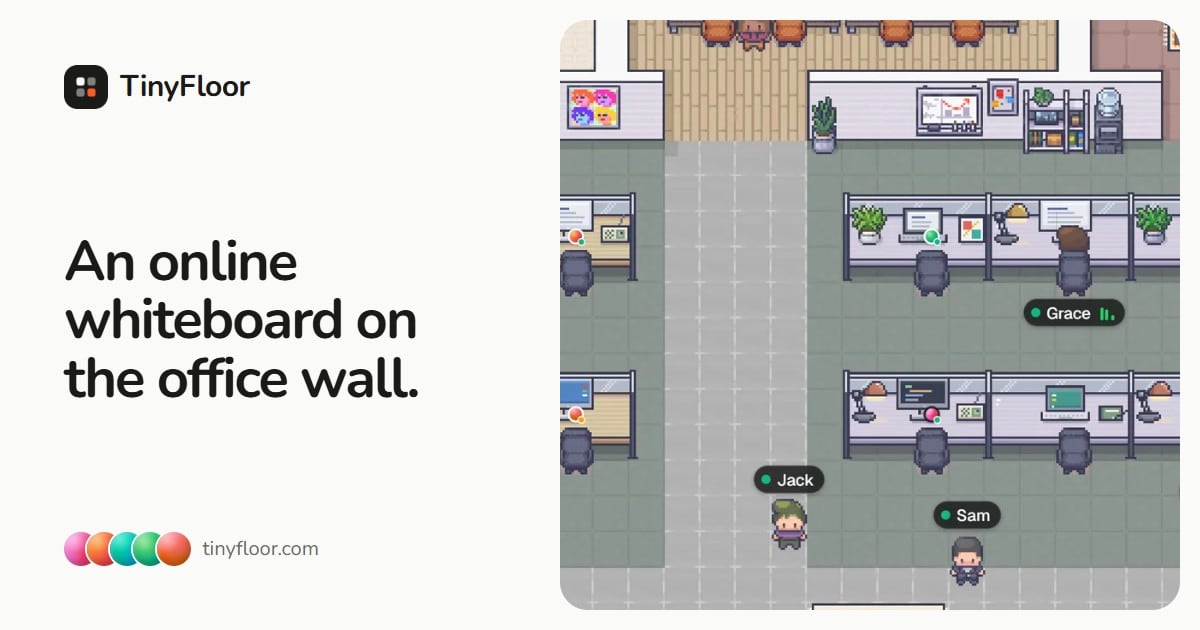 TinyFloor
An online
whiteboard on
the office wall.
tinyfloor.com
Grace
Jack
Sam